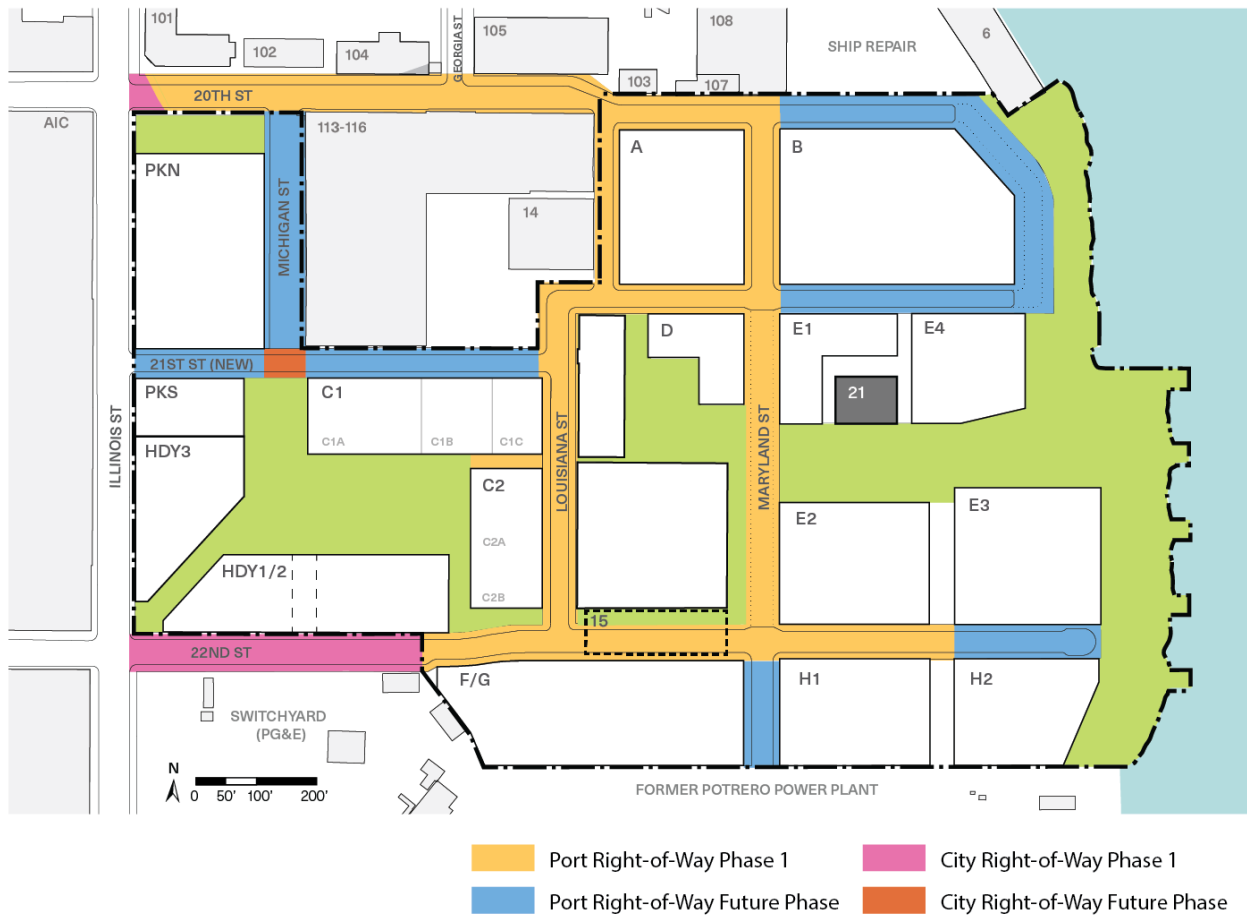 101
102
104
GEORGIA ST
105
108
103
107
SHIP REPAIR
6
20TH ST
AIC
113-116
A
B
PKN
MICHIGAN ST
14
21ST ST (NEW)
D
E1
E4
PKS
C1
21
C1A
C1B
C1C
HDY3
ILLINOIS ST
LOUISIANA ST
MARYLAND ST
C2
E2
E3
C2A
HDY1/2
C2B
15
22ND ST
F/G
H1
H2
SWITCHYARD
(PG&E)
N
0 50' 100' 200'
FORMER POTRERO POWER PLANT
Port Right-of-Way Phase 1
City Right-of-Way Phase 1
Port Right-of-Way Future Phase
City Right-of-Way Future Phase